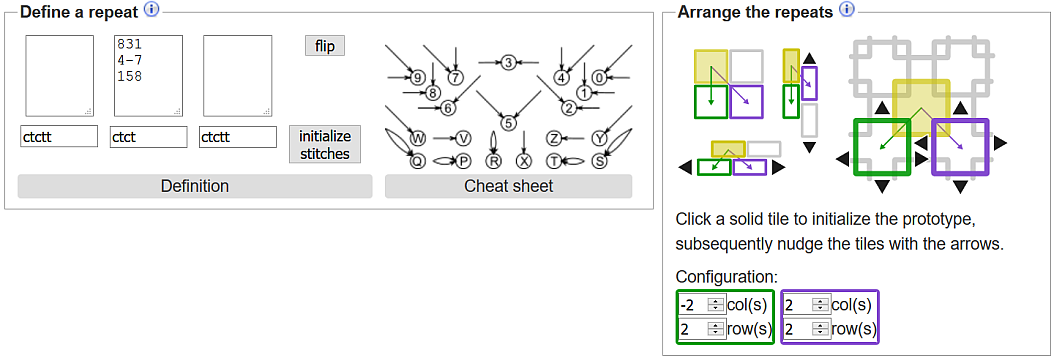 Define a repeat
831
4-7
158
flip
ctctt
ctct
ctctt
initialize
stitches
Definition
9
7
3
4
0
8
1
6
2
5
W
V
Z
Y
Q
P
R
X
T
S
Cheat sheet
Arrange the repeats
Click a solid tile to initialize the prototype,
subsequently nudge the tiles with the arrows.
Configuration:
-2 col(s)
2 row(s)
2 col(s)
2 row(s)